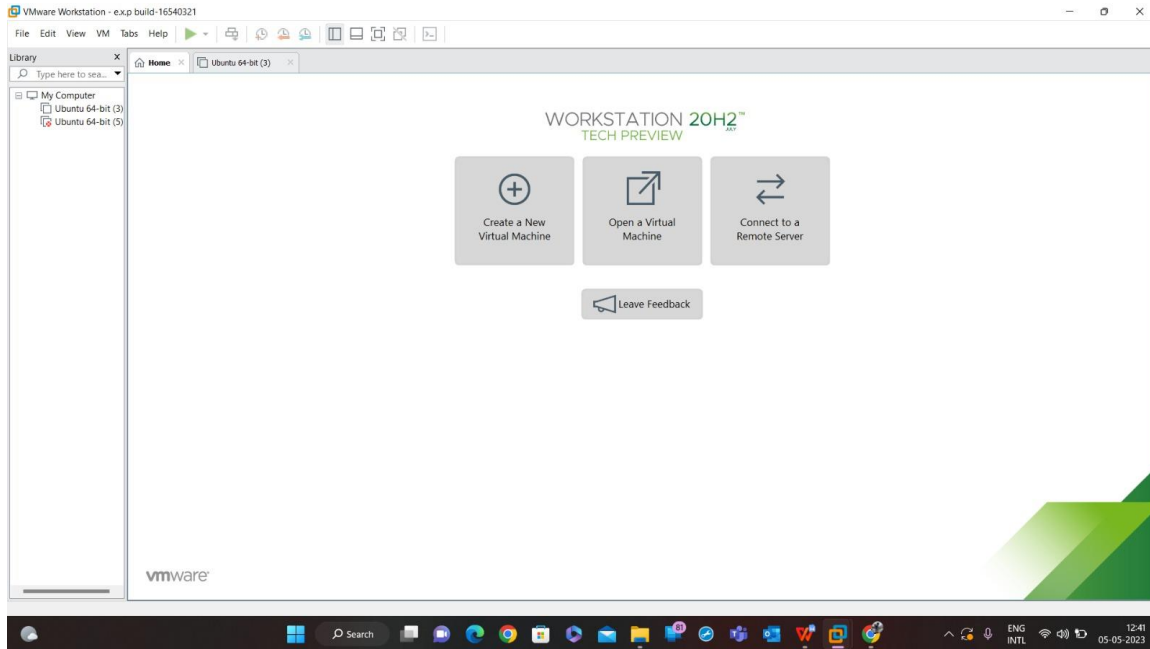 VMware Workstation - e.x.p build-16540321
File Edit View VM Tabs Help
Library X
Home
Ubuntu 64-bit (3)
Type here to sea...
My Computer
Ubuntu 64-bit (3)
Ubuntu 64-bit (5)
WORKSTATION 20H2™
JULY
TECH PREVIEW
Create a New
Virtual Machine
Open a Virtual
Machine
Connect to a
Remote Server
Leave Feedback
vmware
Search
81
ENG
INTL
12:41
05-05-2023